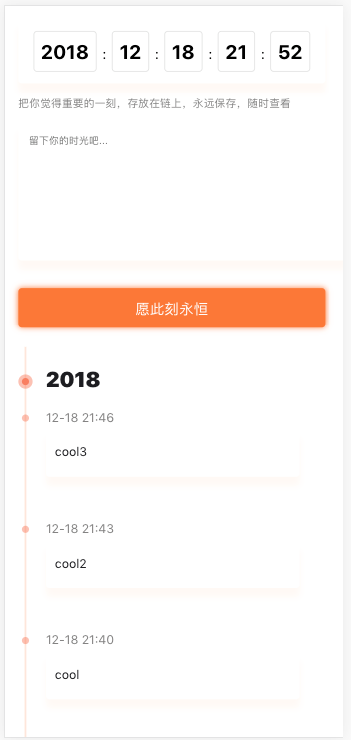 2018 : 12 : 18 : 21 : 52
把你觉得重要的一刻，存放在链上，永远保存，随时查看
留下你的时光吧...
愿此刻永恒
2018
12-18 21:46
cool3
12-18 21:43
cool2
12-18 21:40
cool